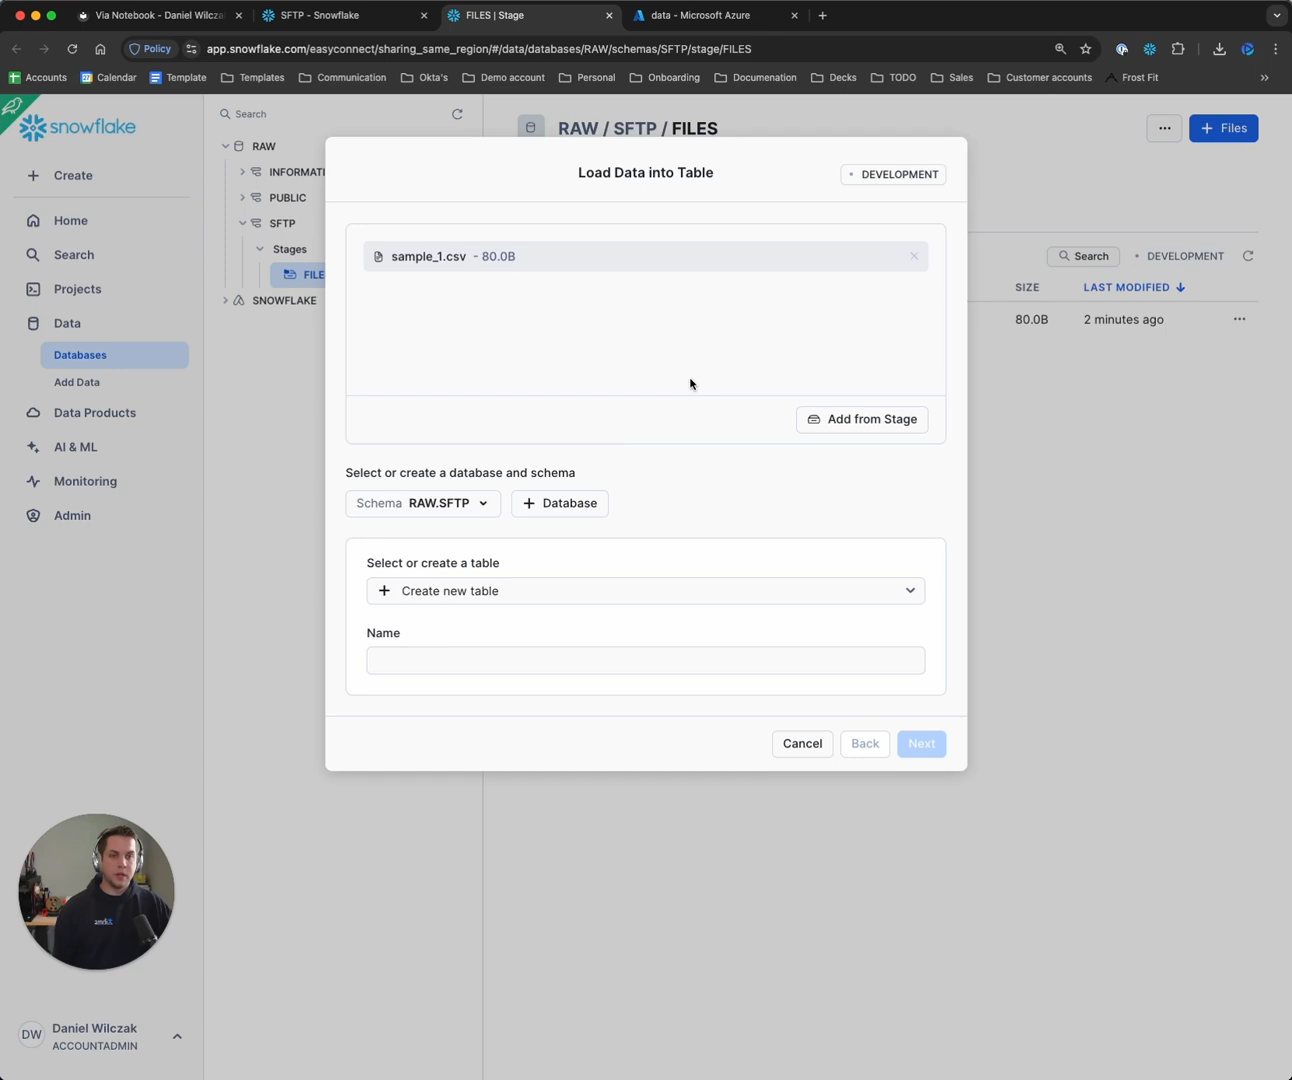 Via Notebook - Daniel Wilcza
SFTP - Snowflake
FILES | Stage
data - Microsoft Azure
Policy
app.snowflake.com/easyconnect/sharing_same_region/#/data/databases/RAW/schemas/SFTP/stage/FILES
Accounts
Calendar
Template
Templates
Communication
Okta's
Demo account
Personal
Onboarding
Documenation
Decks
TODO
Sales
Customer accounts
Frost Fit
snowflake
Create
Home
Search
Projects
Data
Databases
Add Data
Data Products
AI & ML
Monitoring
Admin
DW
Daniel Wilczak
ACCOUNTADMIN
Search
RAW
INFORMATI
PUBLIC
SFTP
Stages
FILE
SNOWFLAKE
RAW / SFTP / FILES
Files
Search
DEVELOPMENT
SIZE
LAST MODIFIED
80.0B
2 minutes ago
Load Data into Table
DEVELOPMENT
sample_1.csv - 80.0B
Add from Stage
Select or create a database and schema
Schema RAW.SFTP
Database
Select or create a table
Create new table
Name
Cancel
Back
Next